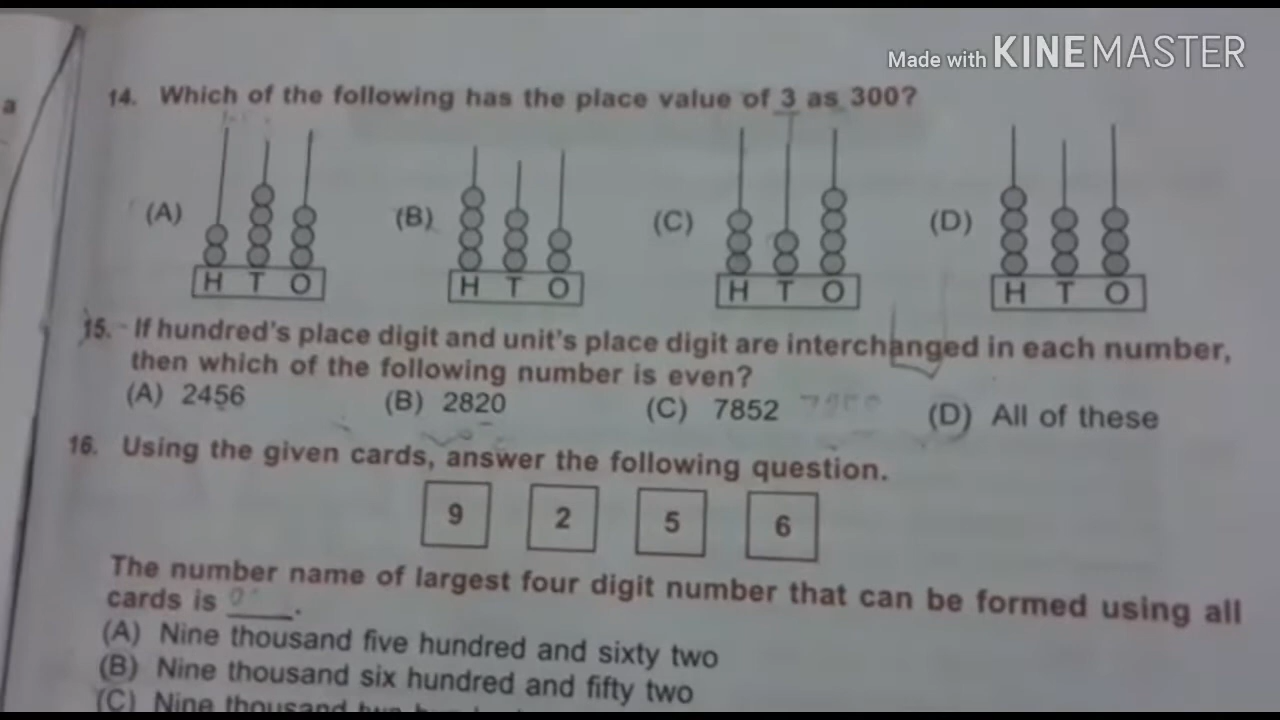 Made with KINEMASTER
a
14. Which of the following has the place value of 3 as 300?
(A) (B) (C) (D)
H T O H T O H T O H T O
15. If hundred's place digit and unit's place digit are interchanged in each number,
then which of the following number is even?
(A) 2456 (B) 2820 (C) 7852 (D) All of these
16. Using the given cards, answer the following question.
9 2 5 6
The number name of largest four digit number that can be formed using all
cards is ____.
(A) Nine thousand five hundred and sixty two
(B) Nine thousand six hundred and fifty two
(C) Nine thousand two